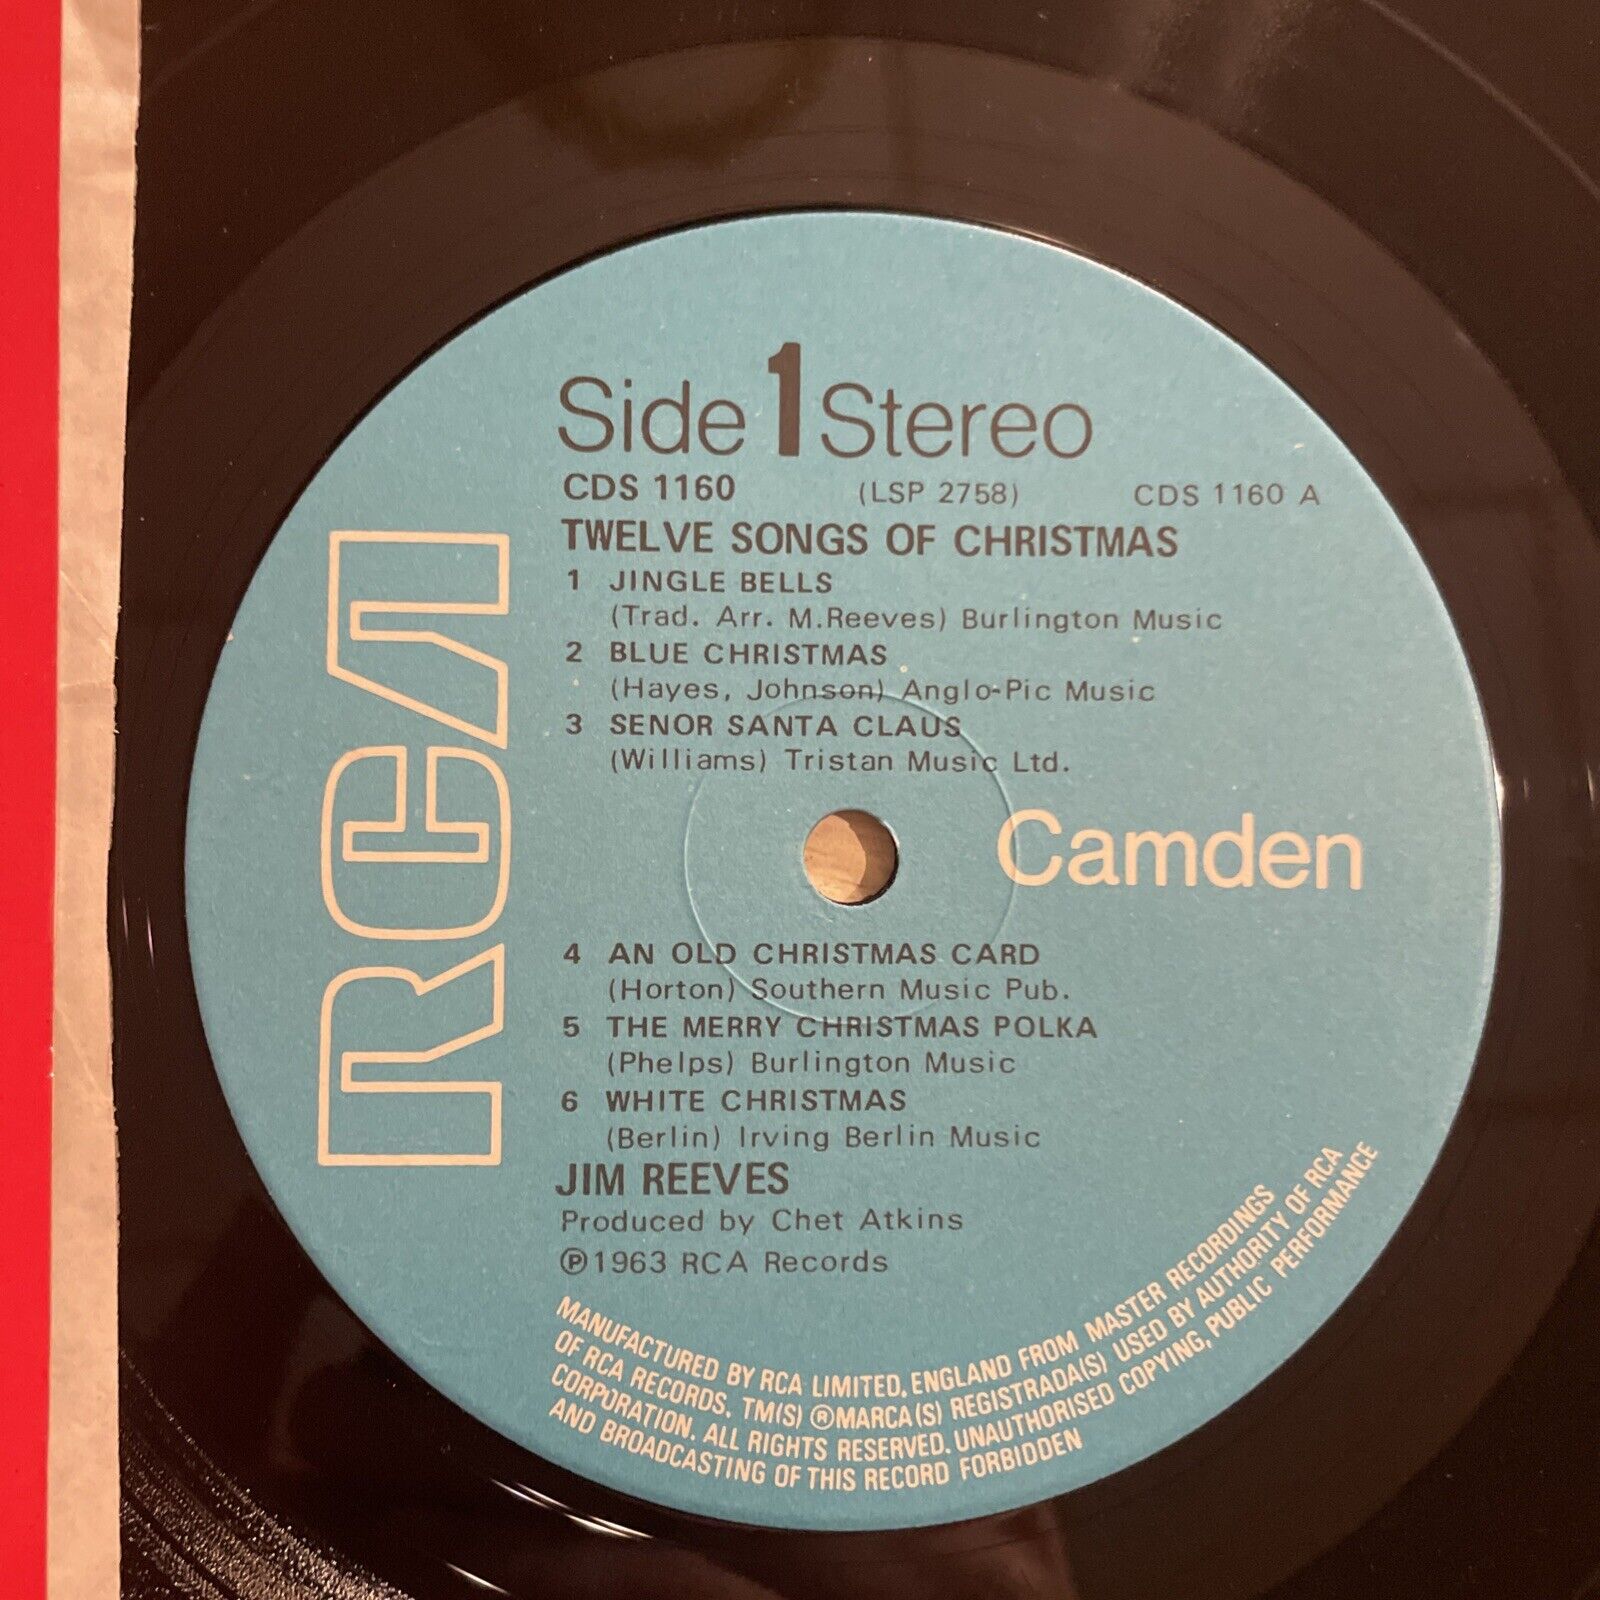 Side 1 Stereo
CDS 1160 (LSP 2758) CDS 1160 A
TWELVE SONGS OF CHRISTMAS
1 JINGLE BELLS
(Trad. Arr. M.Reeves) Burlington Music
2 BLUE CHRISTMAS
(Hayes, Johnson) Anglo-Pic Music
3 SENOR SANTA CLAUS
(Williams) Tristan Music Ltd.
RCA
Camden
4 AN OLD CHRISTMAS CARD
(Horton) Southern Music Pub.
5 THE MERRY CHRISTMAS POLKA
(Phelps) Burlington Music
6 WHITE CHRISTMAS
(Berlin) Irving Berlin Music
JIM REEVES
Produced by Chet Atkins
℗1963 RCA Records
MANUFACTURED BY RCA LIMITED, ENGLAND FROM MASTER RECORDINGS
OF RCA RECORDS. TM(S) ®MARCA(S) REGISTRADA(S) USED BY AUTHORITY OF RCA
CORPORATION. ALL RIGHTS RESERVED. UNAUTHORISED COPYING, PUBLIC PERFORMANCE
AND BROADCASTING OF THIS RECORD FORBIDDEN